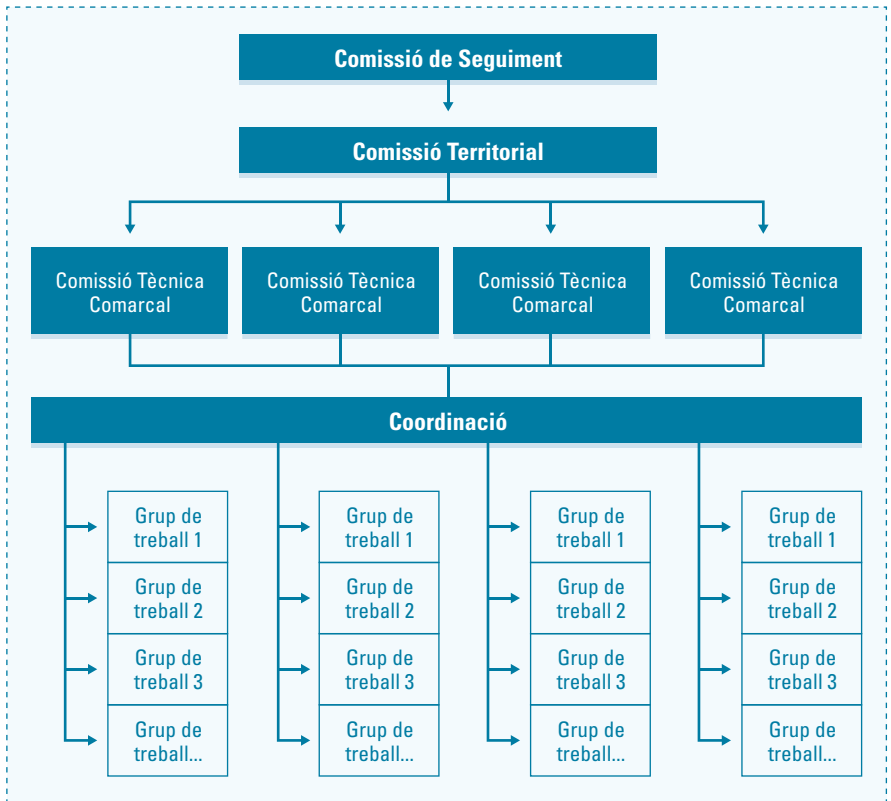 Comissió de Seguiment
Comissió Territorial
Comissió Tècnica
Comarcal
Comissió Tècnica
Comarcal
Comissió Tècnica
Comarcal
Comissió Tècnica
Comarcal
Coordinació
Grup de
treball 1
Grup de
treball 2
Grup de
treball 3
Grup de
treball...
Grup de
treball 1
Grup de
treball 2
Grup de
treball 3
Grup de
treball...
Grup de
treball 1
Grup de
treball 2
Grup de
treball 3
Grup de
treball...
Grup de
treball 1
Grup de
treball 2
Grup de
treball 3
Grup de
treball...